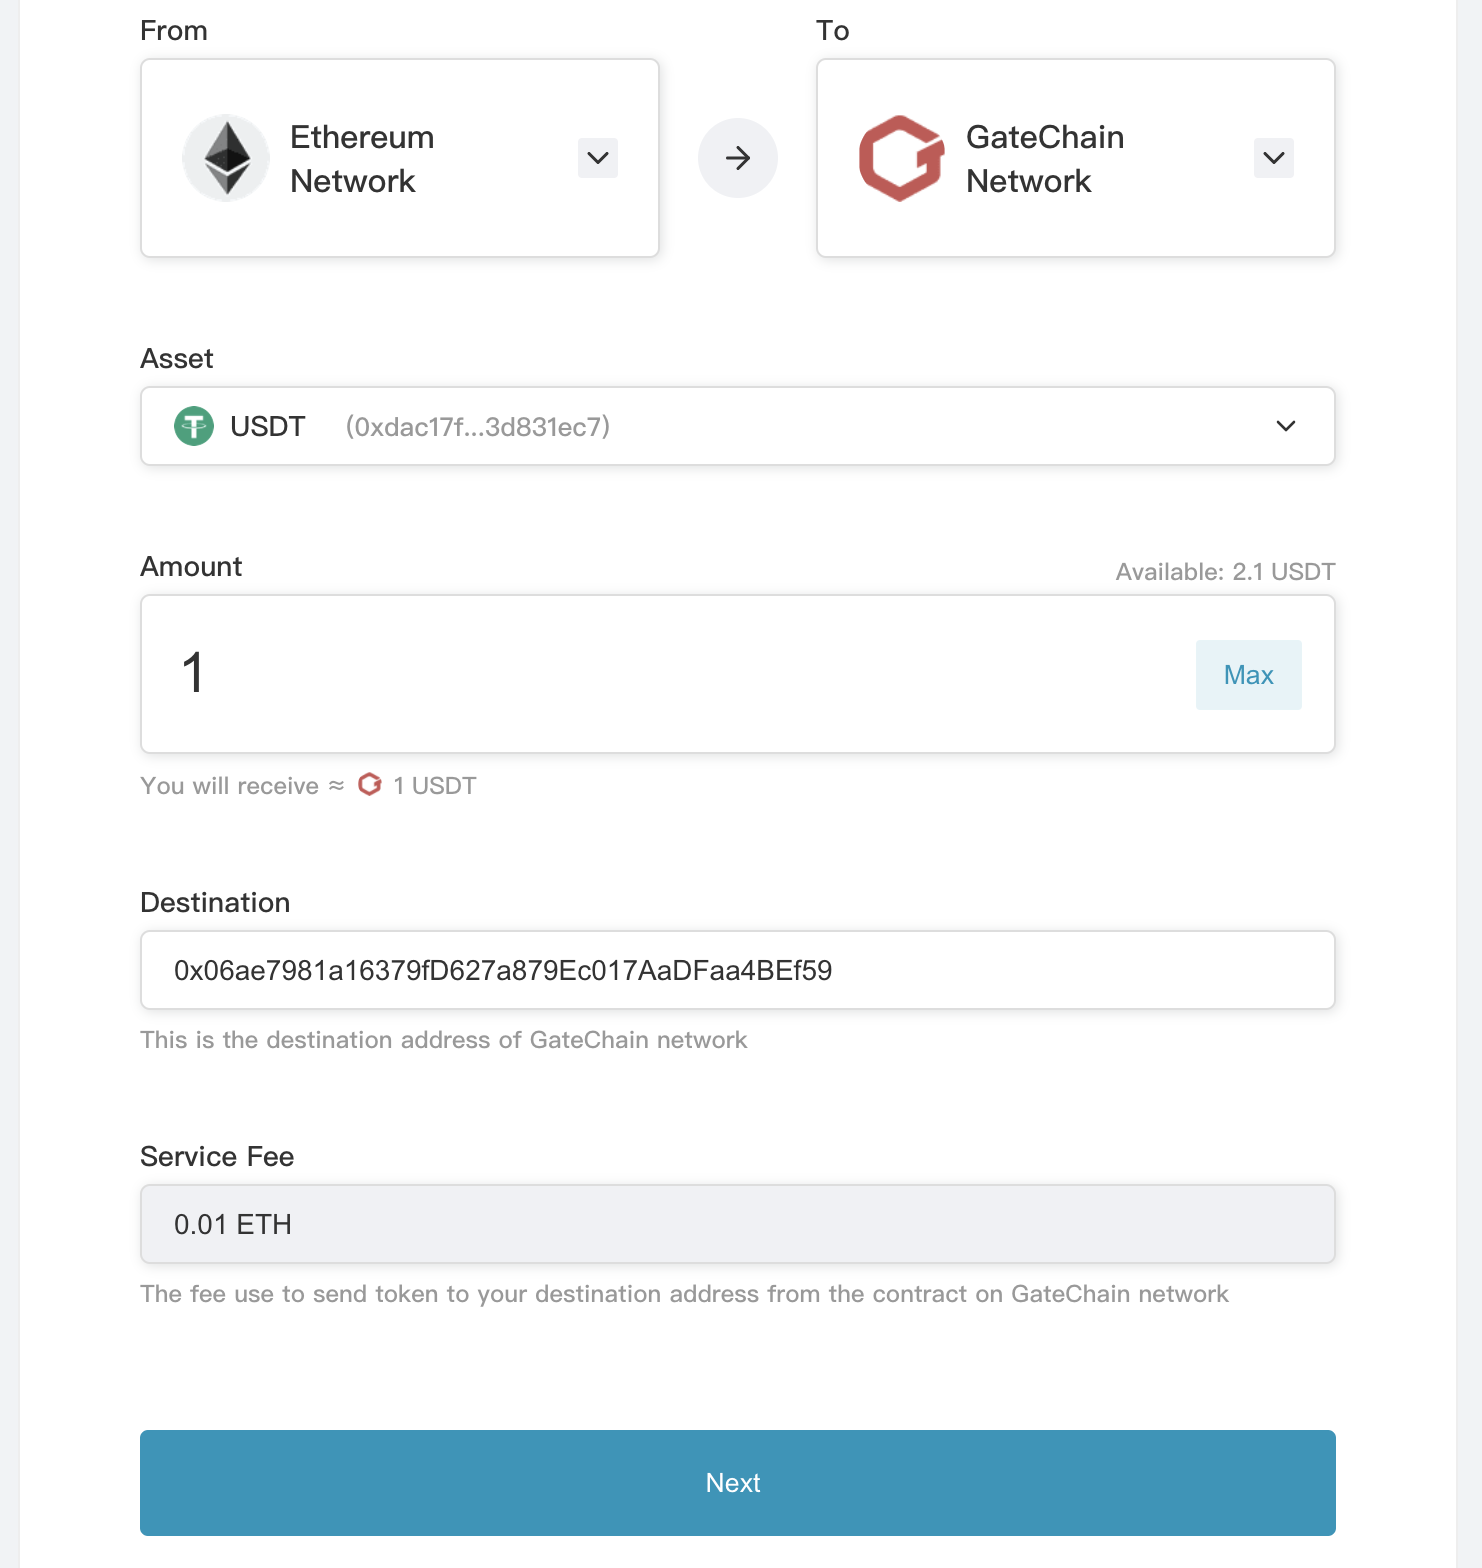 From
To
Ethereum
Network
GateChain
Network
Asset
USDT (0xdac17f...3d831ec7)
Amount
Available: 2.1 USDT
1
Max
You will receive ≈ 1 USDT
Destination
0x06ae7981a16379fD627a879Ec017AaDFaa4BEf59
This is the destination address of GateChain network
Service Fee
0.01 ETH
The fee use to send token to your destination address from the contract on GateChain network
Next